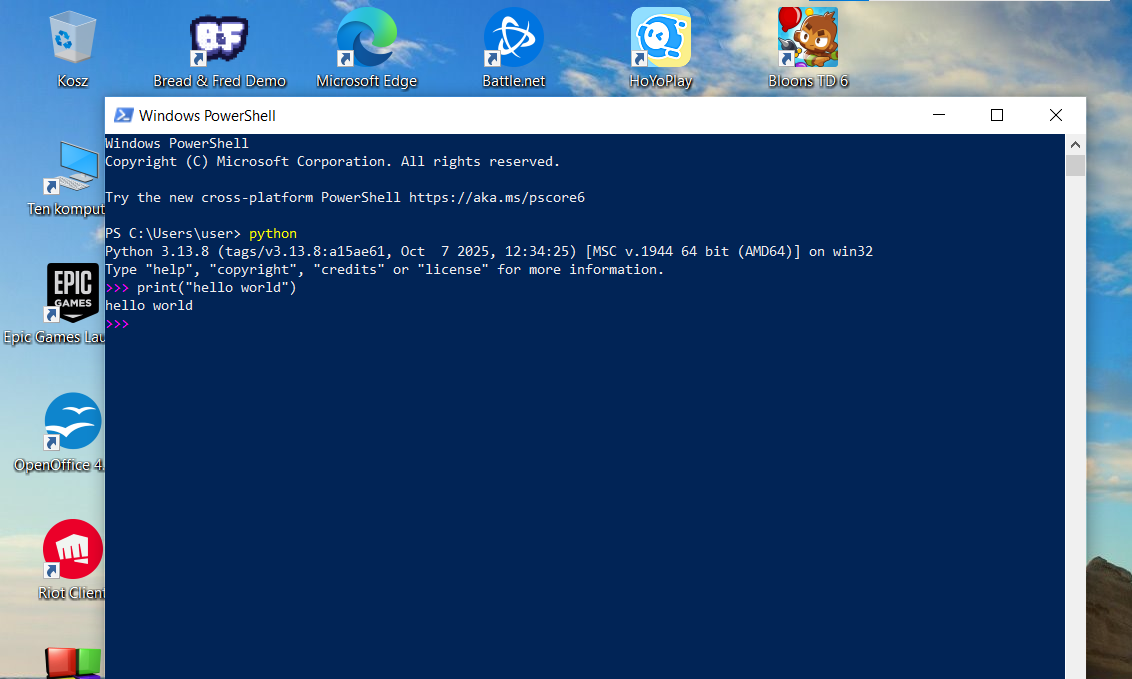 Kosz
Bread & Fred Demo
Microsoft Edge
Battle.net
HoYoPlay
Bloons TD 6
Windows PowerShell
Windows PowerShell
Copyright (C) Microsoft Corporation. All rights reserved.
Try the new cross-platform PowerShell https://aka.ms/pscore6
PS C:\Users\user> python
Python 3.13.8 (tags/v3.13.8:a15ae61, Oct  7 2025, 12:34:25) [MSC v.1944 64 bit (AMD64)] on win32
Type "help", "copyright", "credits" or "license" for more information.
>>> print("hello world")
hello world
>>>
Ten komput
EPIC
GAMES
Epic Games Lau
OpenOffice 4.
Riot Client
B&F